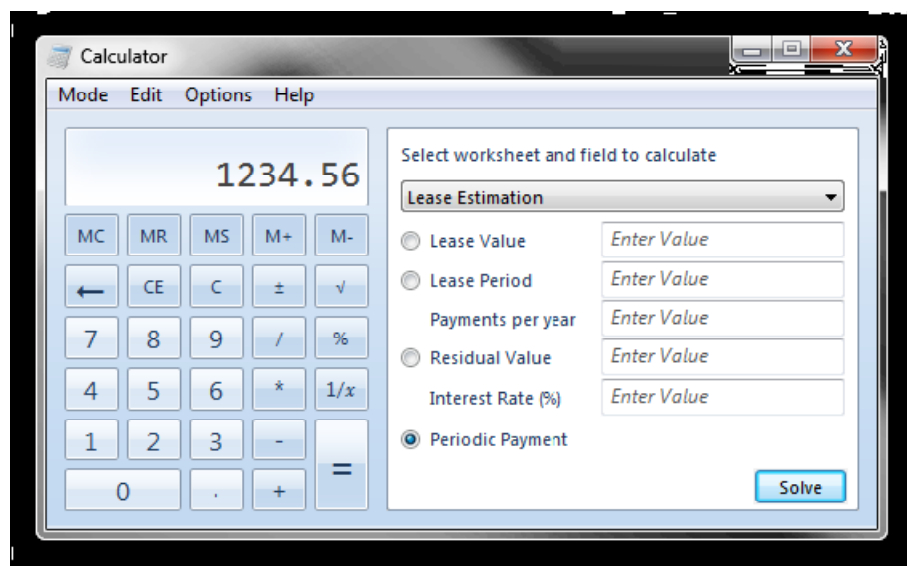 Calculator
Mode Edit Options Help
1234.56
MC MR MS M+ M-
← CE C ± √
7 8 9 / %
4 5 6 * 1/x
1 2 3 - =
0 . +
Select worksheet and field to calculate
Lease Estimation
Lease Value Enter Value
Lease Period Enter Value
Payments per year Enter Value
Residual Value Enter Value
Interest Rate (%) Enter Value
Periodic Payment
Solve